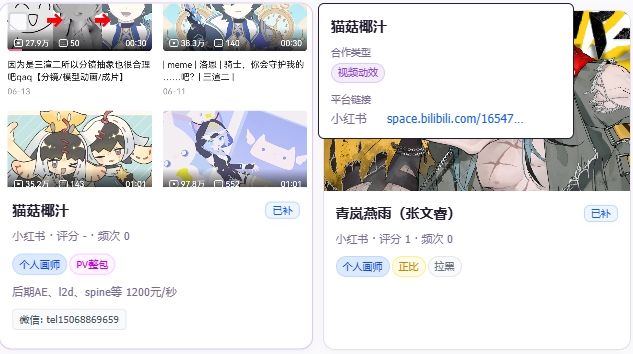 27.9万 50 00:30
因为是三渲二所以分镜抽象也很合理
吧qaq【分镜/模型动画/成片】
06-13
38.3万 140 00:30
| meme | 洛恩 | 骑士，你会守护我的
……吧？| 三渲二 |
06-11
35.2万 143 01:01
97.8万 552 01:01
猫菇椰汁
已补
小红书 · 评分 - · 频次 0
个人画师 PV整包
后期AE、l2d、spine等 1200元/秒
微信: tel15068869659
猫菇椰汁
合作类型
视频动效
平台链接
小红书 space.bilibili.com/16547...
青岚燕雨（张文睿）
已补
小红书 · 评分 1 · 频次 0
个人画师 正比 拉黑